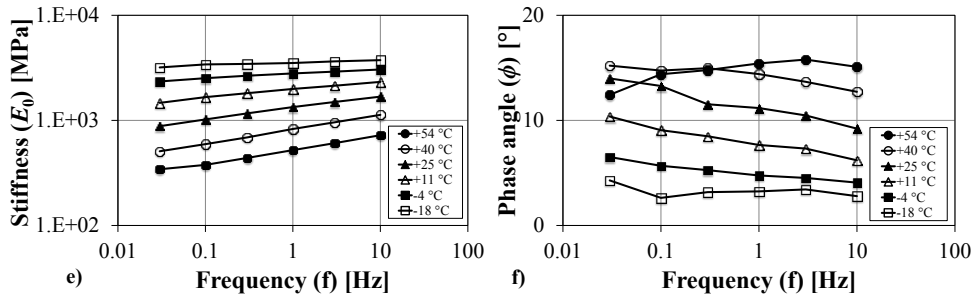 Stiffness (E0) [MPa]
1.E+04
1.E+03
1.E+02
+54 °C
+40 °C
+25 °C
+11 °C
-4 °C
-18 °C
0.01 0.1 1 10 100
e) Frequency (f) [Hz]
Phase angle (ϕ) [°]
20
10
0
+54 °C
+40 °C
+25 °C
+11 °C
-4 °C
-18 °C
0.01 0.1 1 10 100
f) Frequency (f) [Hz]